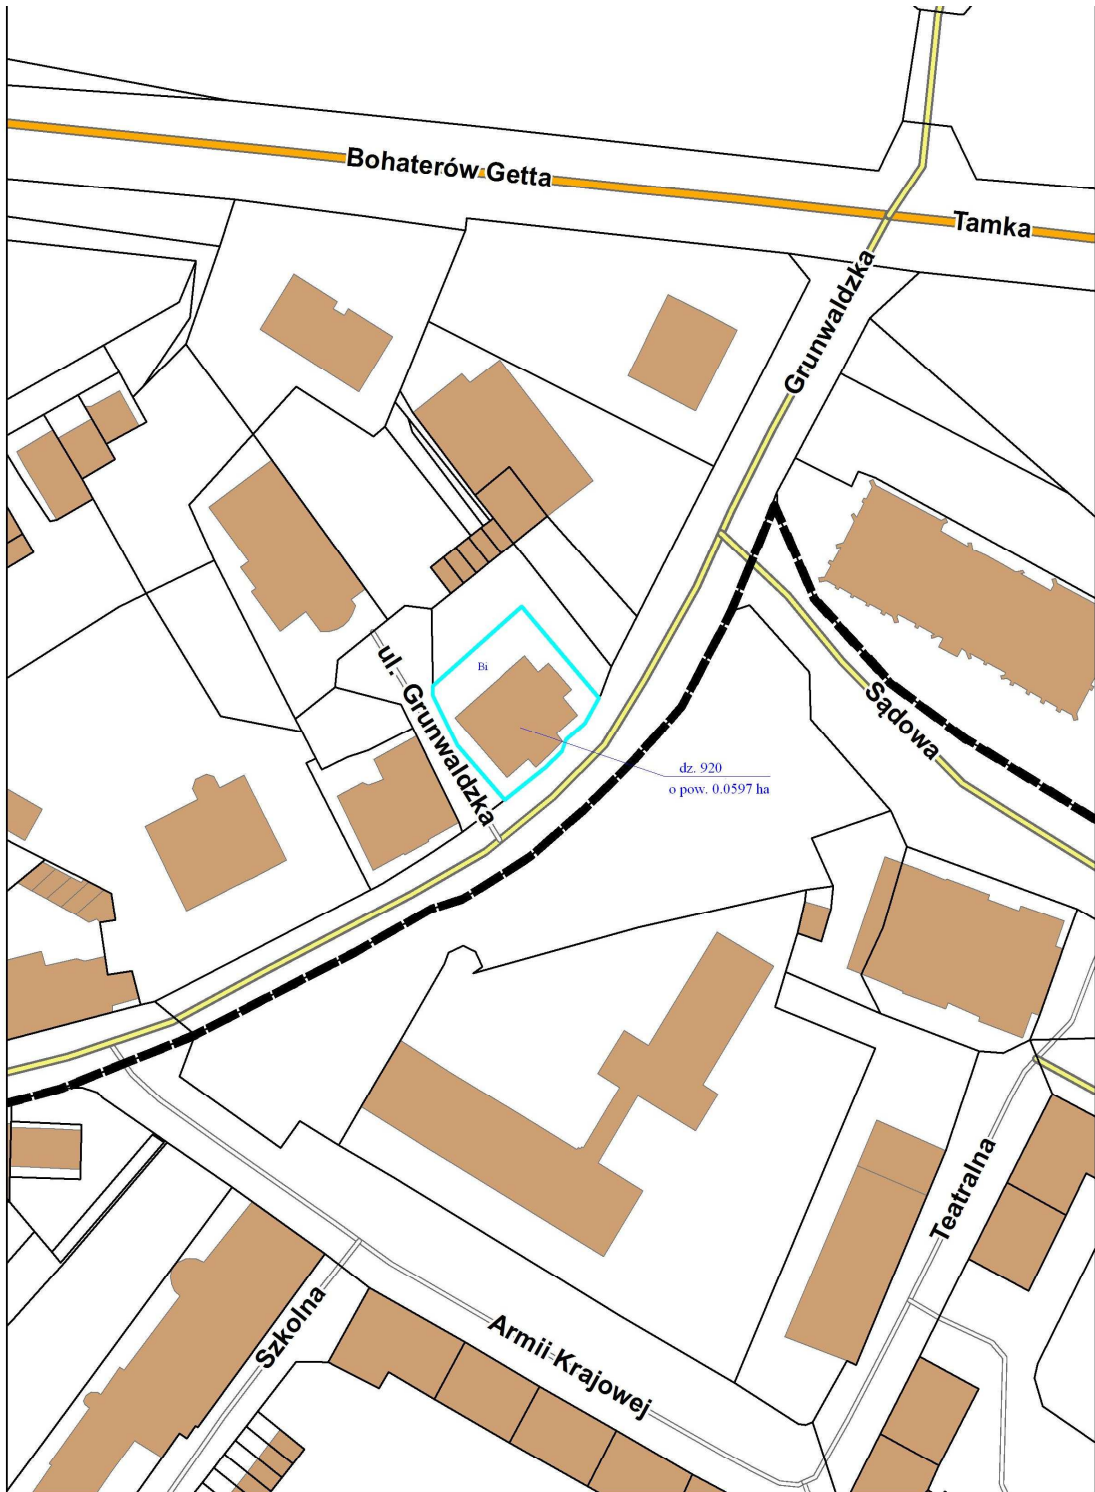 Bohaterów Getta
Tamka
Grunwaldzka
ul. Grunwaldzka
Bi
Sądowa
dz. 920
o pow. 0.0597 ha
Teatralna
Szkolna
Armii Krajowej